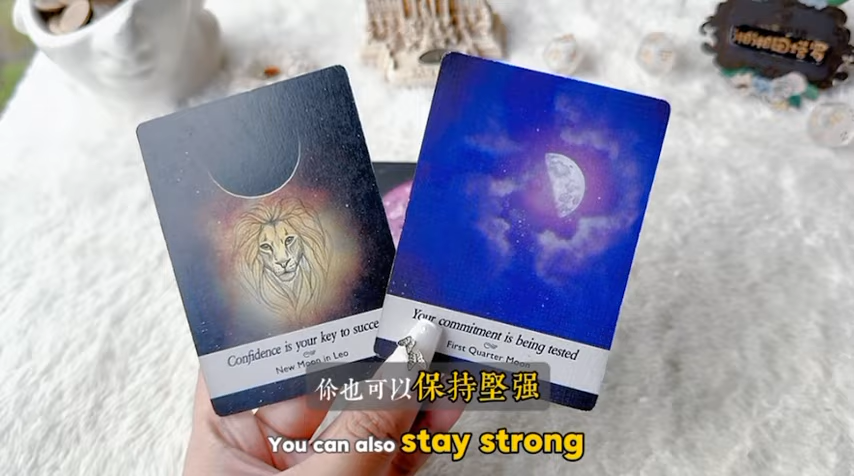 Confidence is your key to succe
New Moon in Leo
Your commitment is being tested
First Quarter Moon
你也可以保持堅强
You can also stay strong